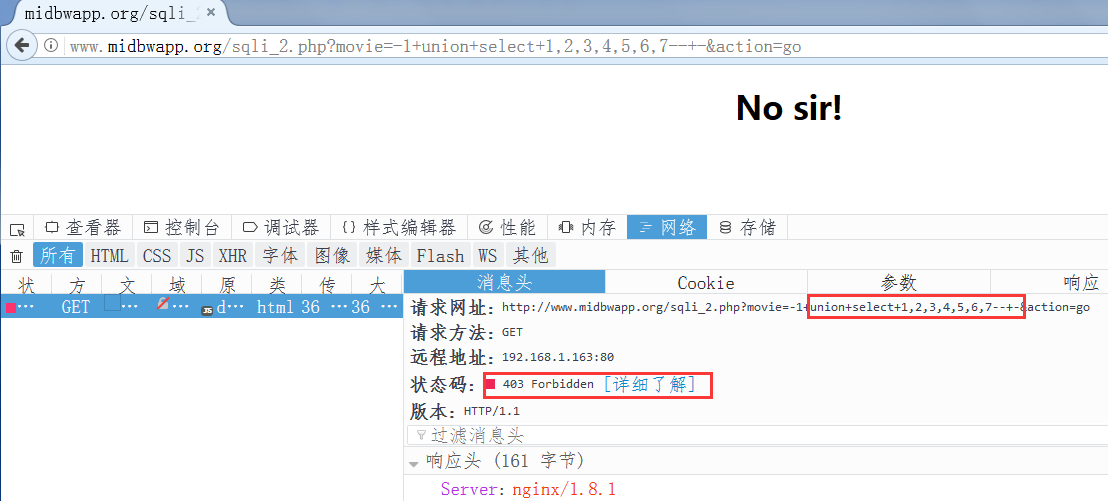 midbwapp.org/sqli_2 ×
www.midbwapp.org/sqli_2.php?movie=-1+union+select+1,2,3,4,5,6,7--+-&action=go
No sir!
查看器 控制台 调试器 {} 样式编辑器 性能 内存 网络 存储
所有 HTML CSS JS XHR 字体 图像 媒体 Flash WS 其他
状 方 文 域 原 类 传 大 消息头 Cookie 参数 响应
··· GET ··· ··· JS d··· html 36 ··· 36 ···
请求网址: http://www.midbwapp.org/sqli_2.php?movie=-1+union+select+1,2,3,4,5,6,7--+-&action=go
请求方法: GET
远程地址: 192.168.1.163:80
状态码: 403 Forbidden [详细了解]
版本: HTTP/1.1
过滤消息头
响应头 (161 字节)
Server: nginx/1.8.1